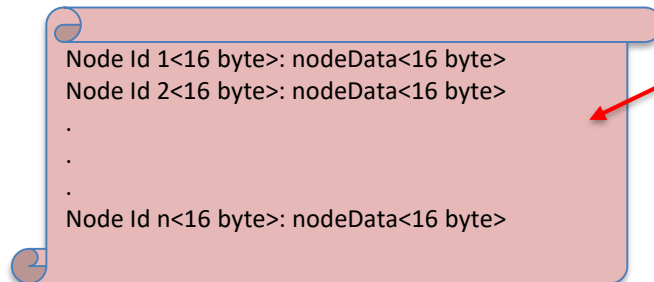 Node Id 1<16 byte>: nodeData<16 byte>
Node Id 2<16 byte>: nodeData<16 byte>
.
.
.
Node Id n<16 byte>: nodeData<16 byte>